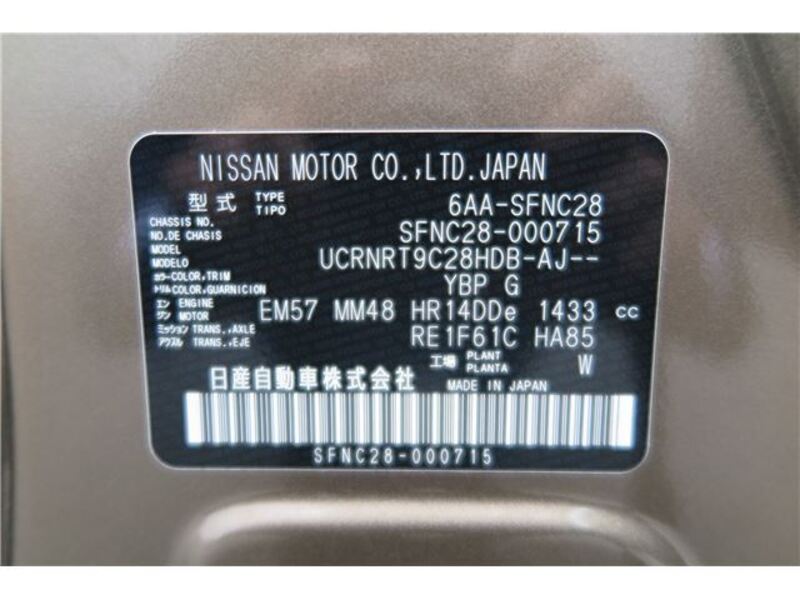 NISSAN MOTOR CO.,LTD.JAPAN
型式 TYPE TIPO 6AA-SFNC28
CHASSIS NO. NO.DE CHASIS SFNC28-000715
MODEL MODELO UCRNRT9C28HDB-AJ--
カラー COLOR,TRIM トリム COLOR,GUARNICION YBP G
エンジン ENGINE MOTOR EM57 MM48 HR14DDe 1433 CC
ミッション TRANS.,AXLE アクスル TRANS.,EJE RE1F61C HA85
工場 PLANT PLANTA W
日産自動車株式会社 MADE IN JAPAN
SFNC28-000715